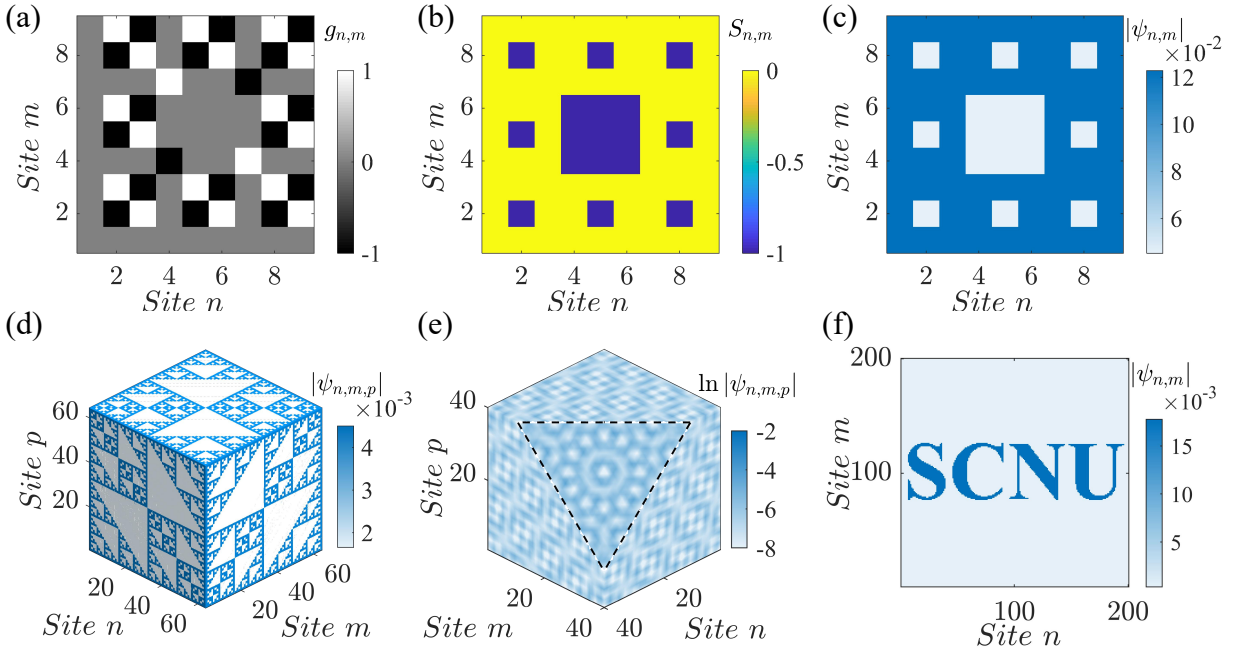 (a)
g_{n,m}
8
6
4
2
Site m
2 4 6 8
Site n
1
0
-1
(b)
S_{n,m}
8
6
4
2
Site m
2 4 6 8
Site n
0
-0.5
-1
(c)
|ψ_{n,m}|
×10^{-2}
8
6
4
2
Site m
2 4 6 8
Site n
12
10
8
6
(d)
|ψ_{n,m,p}|
×10^{-3}
60
40
20
Site p
20
40
60
Site n
20
40
60
Site m
4
3
2
(e)
ln |ψ_{n,m,p}|
40
20
Site p
20
40
Site m
40
20
Site n
-2
-4
-6
-8
(f)
|ψ_{n,m}|
×10^{-3}
200
100
Site m
SCNU
100 200
Site n
15
10
5